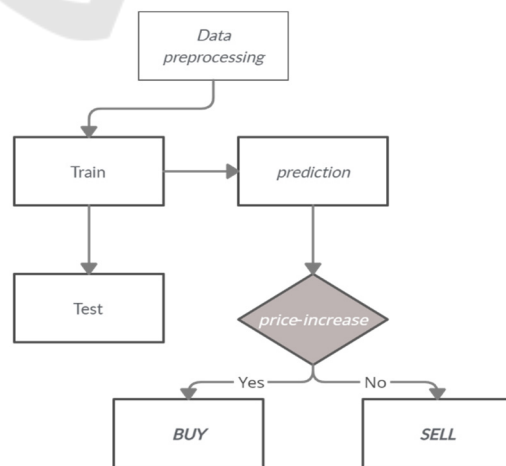 Data
preprocessing
Train
prediction
Test
price-increase
Yes
No
BUY
SELL